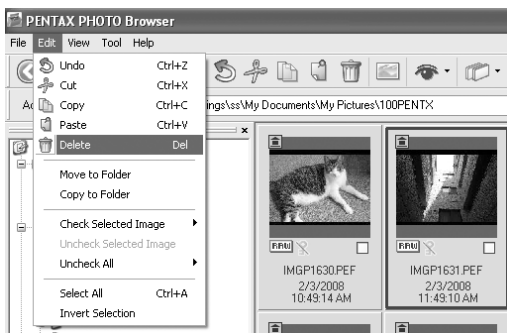 PENTAX PHOTO Browser
File Edit View Tool Help
Undo Ctrl+Z
Cut Ctrl+X
Copy Ctrl+C
Paste Ctrl+V
Delete Del
Move to Folder
Copy to Folder
Check Selected Image
Uncheck Selected Image
Uncheck All
Select All Ctrl+A
Invert Selection
Ad
ings\ss\My Documents\My Pictures\100PENTX
RAW
IMGP1630.PEF
2/3/2008
10:49:14 AM
RAW
IMGP1631.PEF
2/3/2008
11:49:10 AM